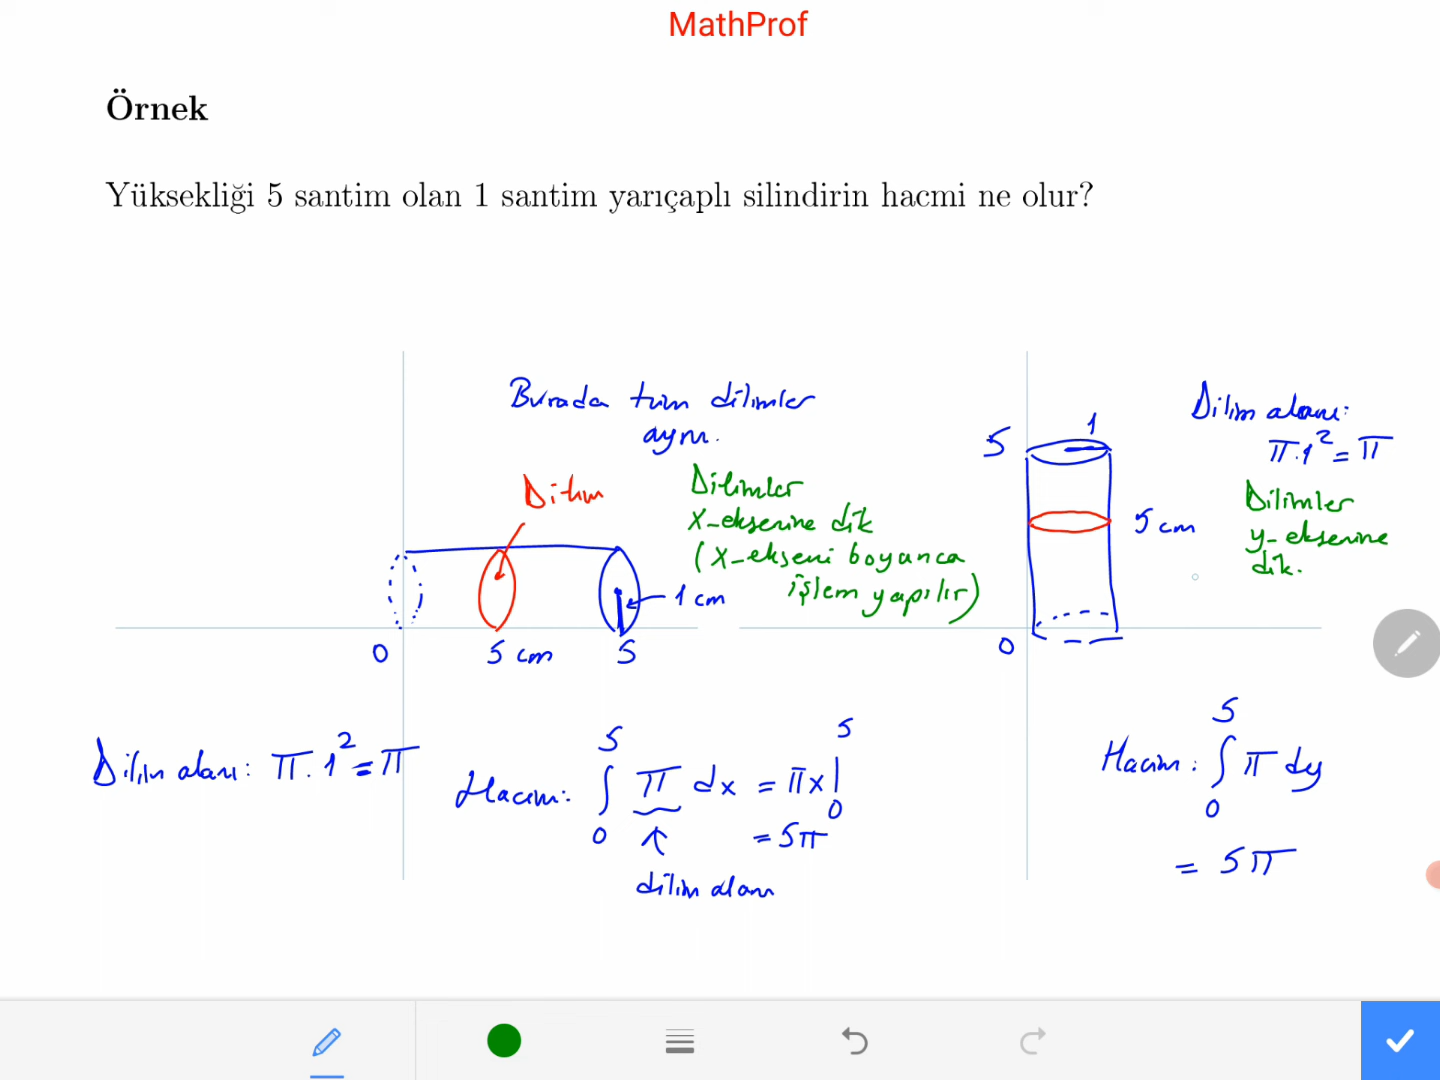 MathProf
Örnek
Yüksekliği 5 santim olan 1 santim yarıçaplı silindirin hacmi ne olur?
Burada tüm dilimler
aynı.
Dilim
Dilimler
x-eksenine dik
(x-ekseni boyunca
işlem yapılır)
1 cm
0
5 cm
5
Dilim alanı: π.1²=π
Hacim: ∫₀⁵ π dx = πx|₀⁵
= 5π
dilim alanı
5
1
5 cm
0
Dilim alanı:
π.1²=π
Dilimler
y-eksenine
dik.
Hacim: ∫₀⁵ π dy
= 5π